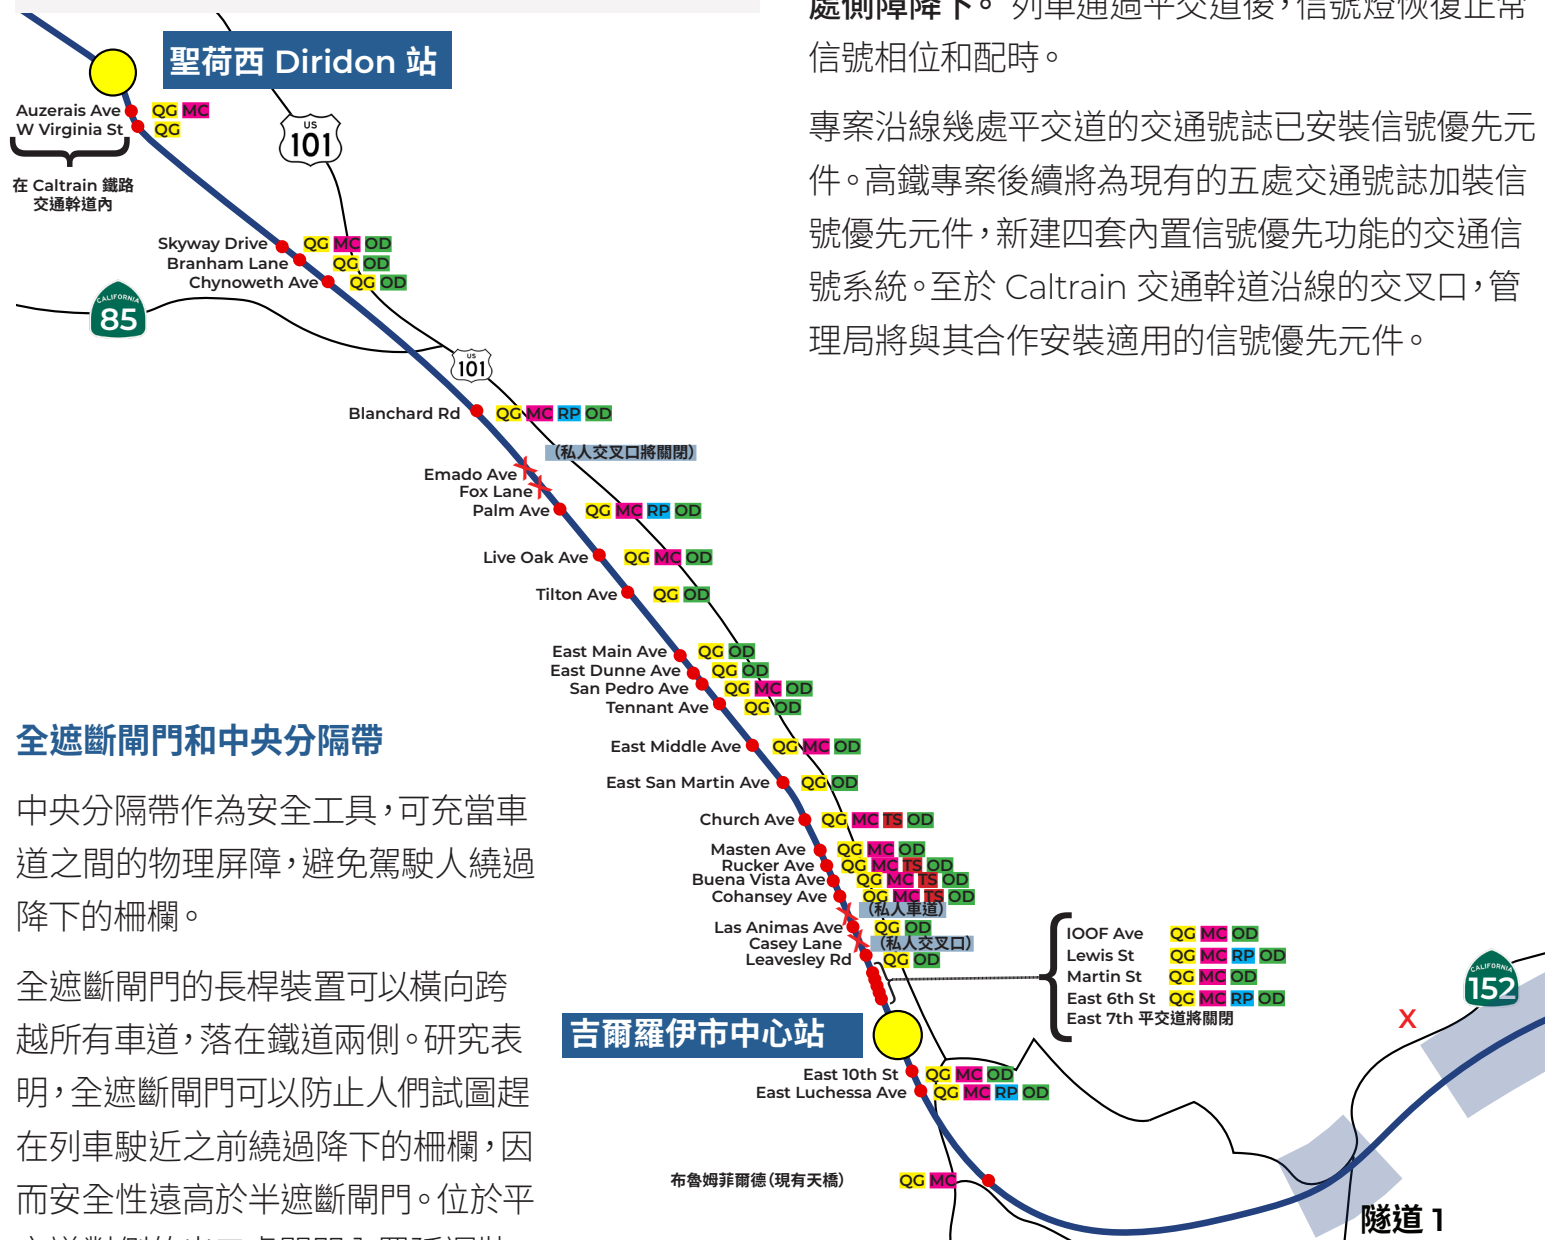 處側障降下。列車通過平交道後，信號燈恢復正常
信號相位和配時。
專案沿線幾處平交道的交通號誌已安裝信號優先元
件。高鐵專案後續將為現有的五處交通號誌加裝信
號優先元件，新建四套內置信號優先功能的交通信
號系統。至於 Caltrain 交通幹道沿線的交叉口，管
理局將與其合作安裝適用的信號優先元件。
聖荷西 Diridon 站
Auzerais Ave QG MC
W Virginia St QG
在 Caltrain 鐵路
交通幹道內
US
101
Skyway Drive QG MC OD
Branham Lane QG OD
Chynoweth Ave QG OD
CALIFORNIA
85
US
101
Blanchard Rd QG MC RP OD
（私人交叉口將關閉）
Emado Ave
Fox Lane
Palm Ave QG MC RP OD
Live Oak Ave QG MC OD
Tilton Ave QG OD
East Main Ave QG OD
East Dunne Ave QG OD
San Pedro Ave QG MC OD
Tennant Ave QG OD
East Middle Ave QG MC OD
East San Martin Ave QG OD
Church Ave QG MC TS OD
Masten Ave QG MC OD
Rucker Ave QG MC TS OD
Buena Vista Ave QG MC TS OD
Cohansey Ave QG MC TS OD
（私人車道）
Las Animas Ave QG OD
Casey Lane （私人交叉口）
Leavesley Rd QG OD
IOOF Ave QG MC OD
Lewis St QG MC RP OD
Martin St QG MC OD
East 6th St QG MC RP OD
East 7th 平交道將關閉
吉爾羅伊市中心站
East 10th St QG MC OD
East Luchessa Ave QG MC RP OD
布魯姆菲爾德（現有天橋） QG MC
CALIFORNIA
152
X
隧道 1
全遮斷閘門和中央分隔帶
中央分隔帶作為安全工具，可充當車
道之間的物理屏障，避免駕駛人繞過
降下的柵欄。
全遮斷閘門的長桿裝置可以橫向跨
越所有車道，落在鐵道兩側。研究表
明，全遮斷閘門可以防止人們試圖趕
在列車駛近之前繞過降下的柵欄，因
而安全性遠高於半遮斷閘門。位於平